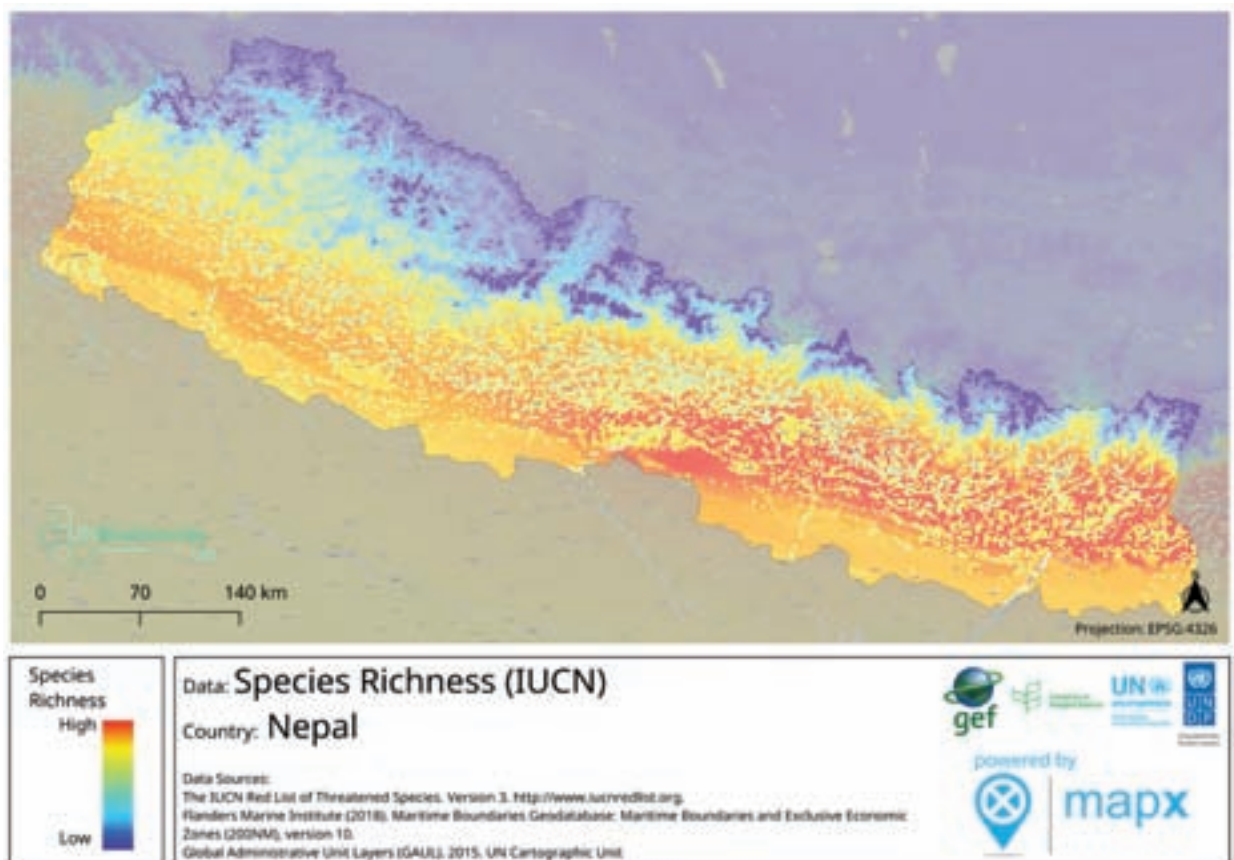 0 70 140 km
Projection: EPSG:4326
Species
Richness
High
Low
Data: Species Richness (IUCN)
Country: Nepal
Data Sources:
The IUCN Red List of Threatened Species. Version 3. http://www.iucnredlist.org.
Flanders Marine Institute (2018). Maritime Boundaries Geodatabase: Maritime Boundaries and Exclusive Economic
Zones (200NM), version 10.
Global Administrative Unit Layers (GAUL). 2015. UN Cartographic Unit
gef
UN
U N
D P
powered by
mapx